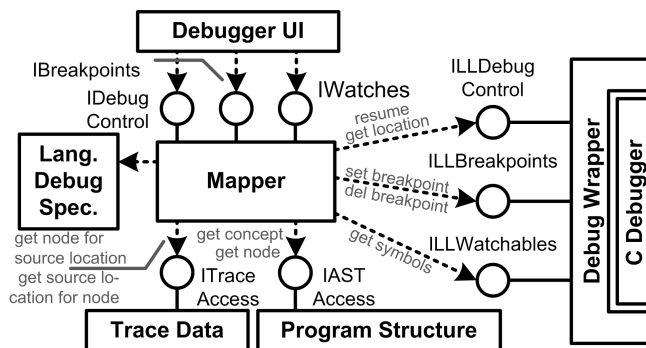 Debugger UI
IBreakpoints
IDebug
Control
IWatches
ILLDebug
Control
resume
get location
Lang.
Debug
Spec.
Mapper
set breakpoint
del breakpoint
ILLBreakpoints
get symbols
ILLWatchables
Debug Wrapper
C Debugger
get node for
source location
get source lo-
cation for node
get concept
get node
ITrace
Access
IAST
Access
Trace Data
Program Structure